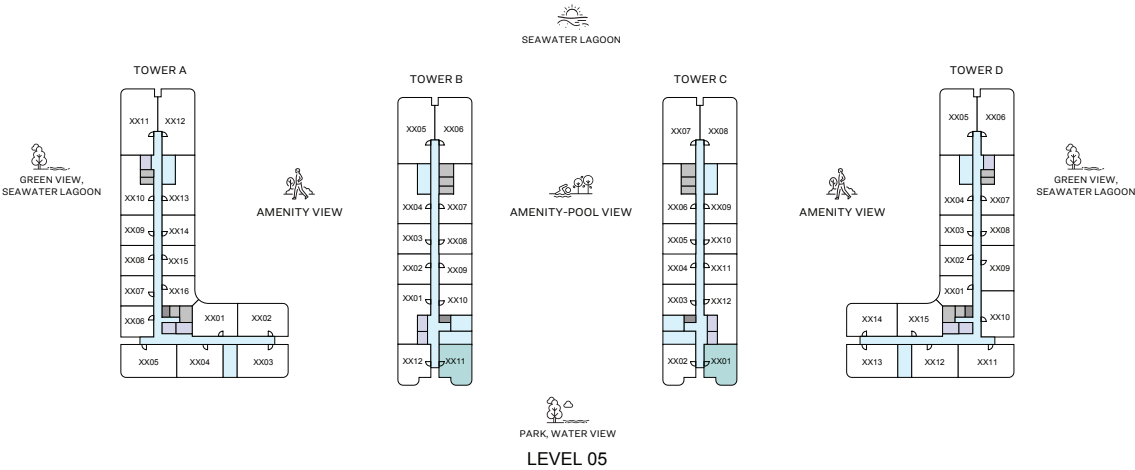 SEAWATER LAGOON
TOWER A
TOWER B
TOWER C
TOWER D
XX11 XX12
XX05 XX06
XX07 XX08
XX05 XX06
GREEN VIEW,
SEAWATER LAGOON
AMENITY VIEW
AMENITY-POOL VIEW
AMENITY VIEW
GREEN VIEW,
SEAWATER LAGOON
XX10 XX13
XX04 XX07
XX06 XX09
XX04 XX07
XX09 XX14
XX03 XX08
XX05 XX10
XX03 XX08
XX08 XX15
XX02 XX09
XX04 XX11
XX02 XX09
XX07 XX16
XX01 XX10
XX03 XX12
XX01
XX06 XX01 XX02
XX14 XX15 XX10
XX05 XX04 XX03
XX12 XX11
XX02 XX01
XX13 XX12 XX11
PARK, WATER VIEW
LEVEL 05